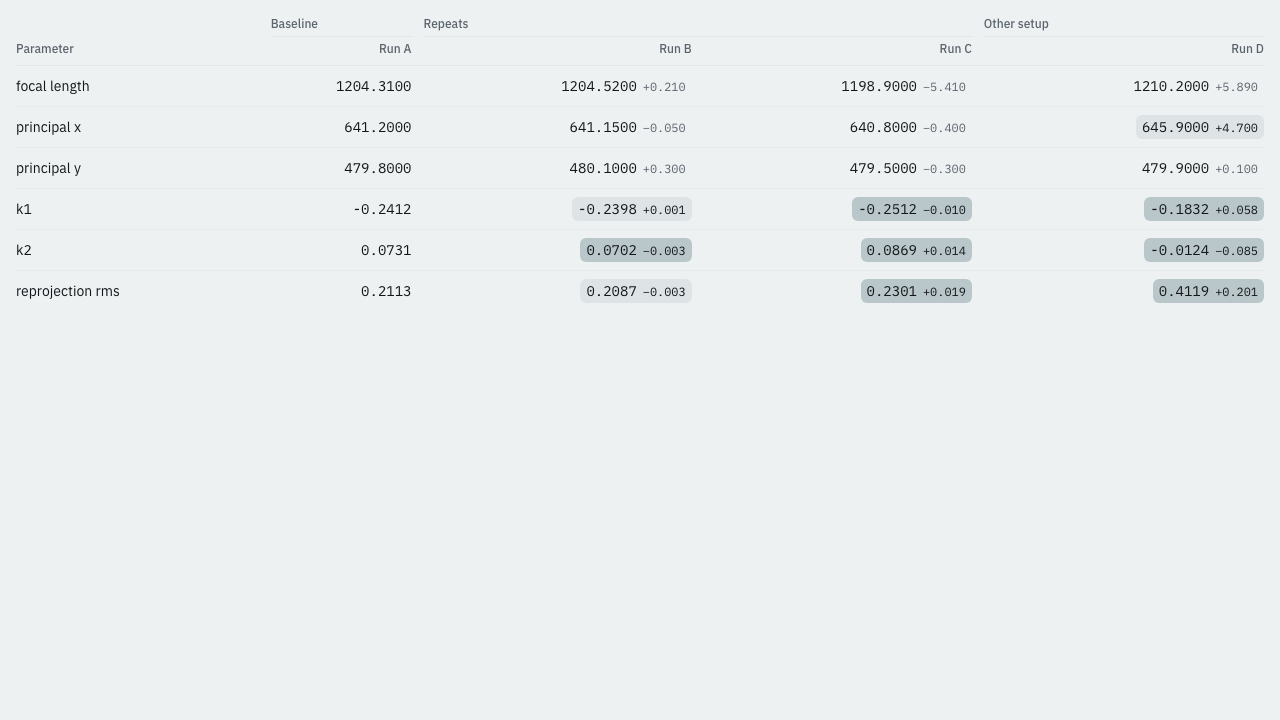 Baseline Repeats Other setup
Parameter Run A Run B Run C Run D
focal length 1204.3100 1204.5200 +0.210 1198.9000 −5.410 1210.2000 +5.890
principal x 641.2000 641.1500 −0.050 640.8000 −0.400 645.9000 +4.700
principal y 479.8000 480.1000 +0.300 479.5000 −0.300 479.9000 +0.100
k1 -0.2412 -0.2398 +0.001 -0.2512 −0.010 -0.1832 +0.058
k2 0.0731 0.0702 −0.003 0.0869 +0.014 -0.0124 −0.085
reprojection rms 0.2113 0.2087 −0.003 0.2301 +0.019 0.4119 +0.201